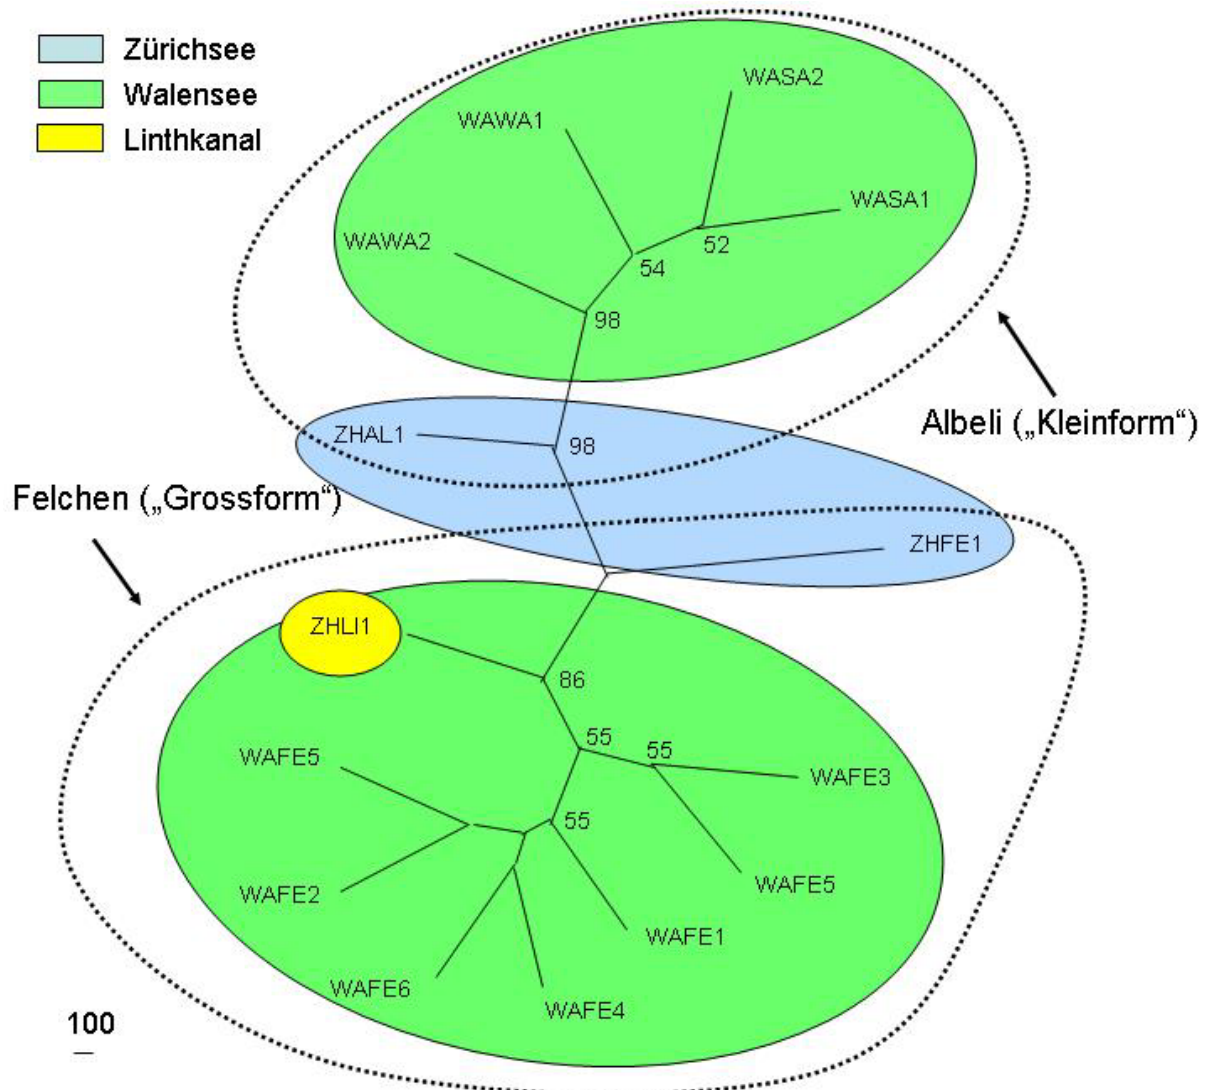 Zürichsee
Walensee
Linthkanal
WASA2
WAWA1
WASA1
WAWA2
52
54
98
Albeli („Kleinform“)
ZHAL1
98
Felchen („Grossform“)
ZHFE1
ZHLI1
86
55
55
WAFE5
WAFE3
55
WAFE5
WAFE2
WAFE1
WAFE6
WAFE4
100